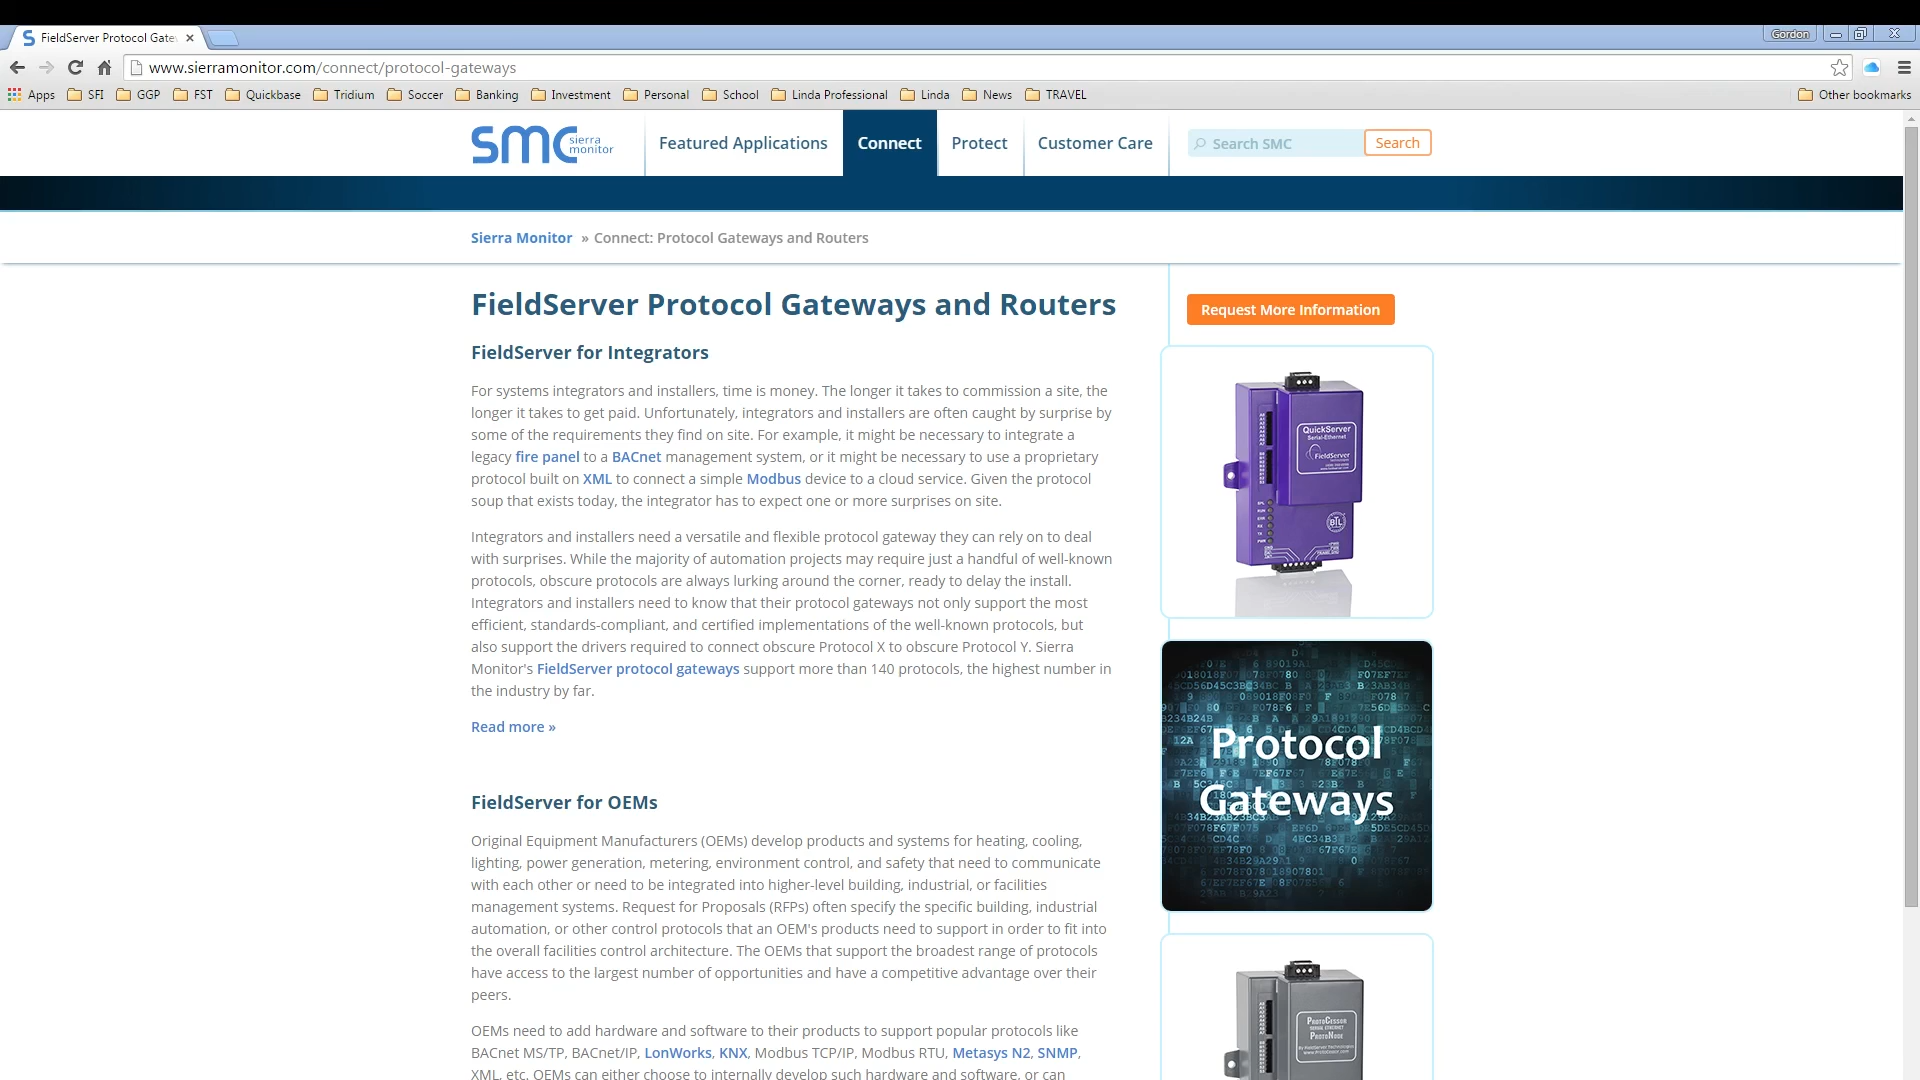 FieldServer Protocol Gatew
Gordon
www.sierramonitor.com/connect/protocol-gateways
Apps SFI GGP FST Quickbase Tridium Soccer Banking Investment Personal School Linda Professional Linda News TRAVEL Other bookmarks
smc sierra monitor
Featured Applications Connect Protect Customer Care Search SMC Search
Sierra Monitor » Connect: Protocol Gateways and Routers
FieldServer Protocol Gateways and Routers
Request More Information
FieldServer for Integrators
For systems integrators and installers, time is money. The longer it takes to commission a site, the
longer it takes to get paid. Unfortunately, integrators and installers are often caught by surprise by
some of the requirements they find on site. For example, it might be necessary to integrate a
legacy fire panel to a BACnet management system, or it might be necessary to use a proprietary
protocol built on XML to connect a simple Modbus device to a cloud service. Given the protocol
soup that exists today, the integrator has to expect one or more surprises on site.
Integrators and installers need a versatile and flexible protocol gateway they can rely on to deal
with surprises. While the majority of automation projects may require just a handful of well-known
protocols, obscure protocols are always lurking around the corner, ready to delay the install.
Integrators and installers need to know that their protocol gateways not only support the most
efficient, standards-compliant, and certified implementations of the well-known protocols, but
also support the drivers required to connect obscure Protocol X to obscure Protocol Y. Sierra
Monitor's FieldServer protocol gateways support more than 140 protocols, the highest number in
the industry by far.
Read more »
FieldServer for OEMs
Original Equipment Manufacturers (OEMs) develop products and systems for heating, cooling,
lighting, power generation, metering, environment control, and safety that need to communicate
with each other or need to be integrated into higher-level building, industrial, or facilities
management systems. Request for Proposals (RFPs) often specify the specific building, industrial
automation, or other control protocols that an OEM's products need to support in order to fit into
the overall facilities control architecture. The OEMs that support the broadest range of protocols
have access to the largest number of opportunities and have a competitive advantage over their
peers.
OEMs need to add hardware and software to their products to support popular protocols like
BACnet MS/TP, BACnet/IP, LonWorks, KNX, Modbus TCP/IP, Modbus RTU, Metasys N2, SNMP,
XML, etc. OEMs can either choose to internally develop such hardware and software, or can
QuickServer
Serial-Ethernet
FieldServer
BTL
Protocol
Gateways
ProtoCessor
Serial Ethernet
ProtoNode